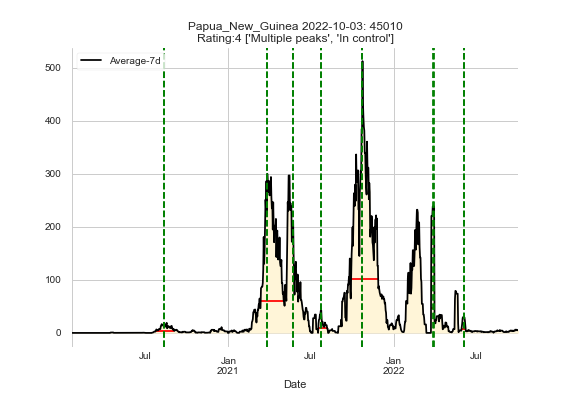 Papua_New_Guinea 2022-10-03: 45010
Rating:4 ['Multiple peaks', 'In control']
Average-7d
500
400
300
200
100
0
Jul
Jan
2021
Jul
Jan
2022
Jul
Date